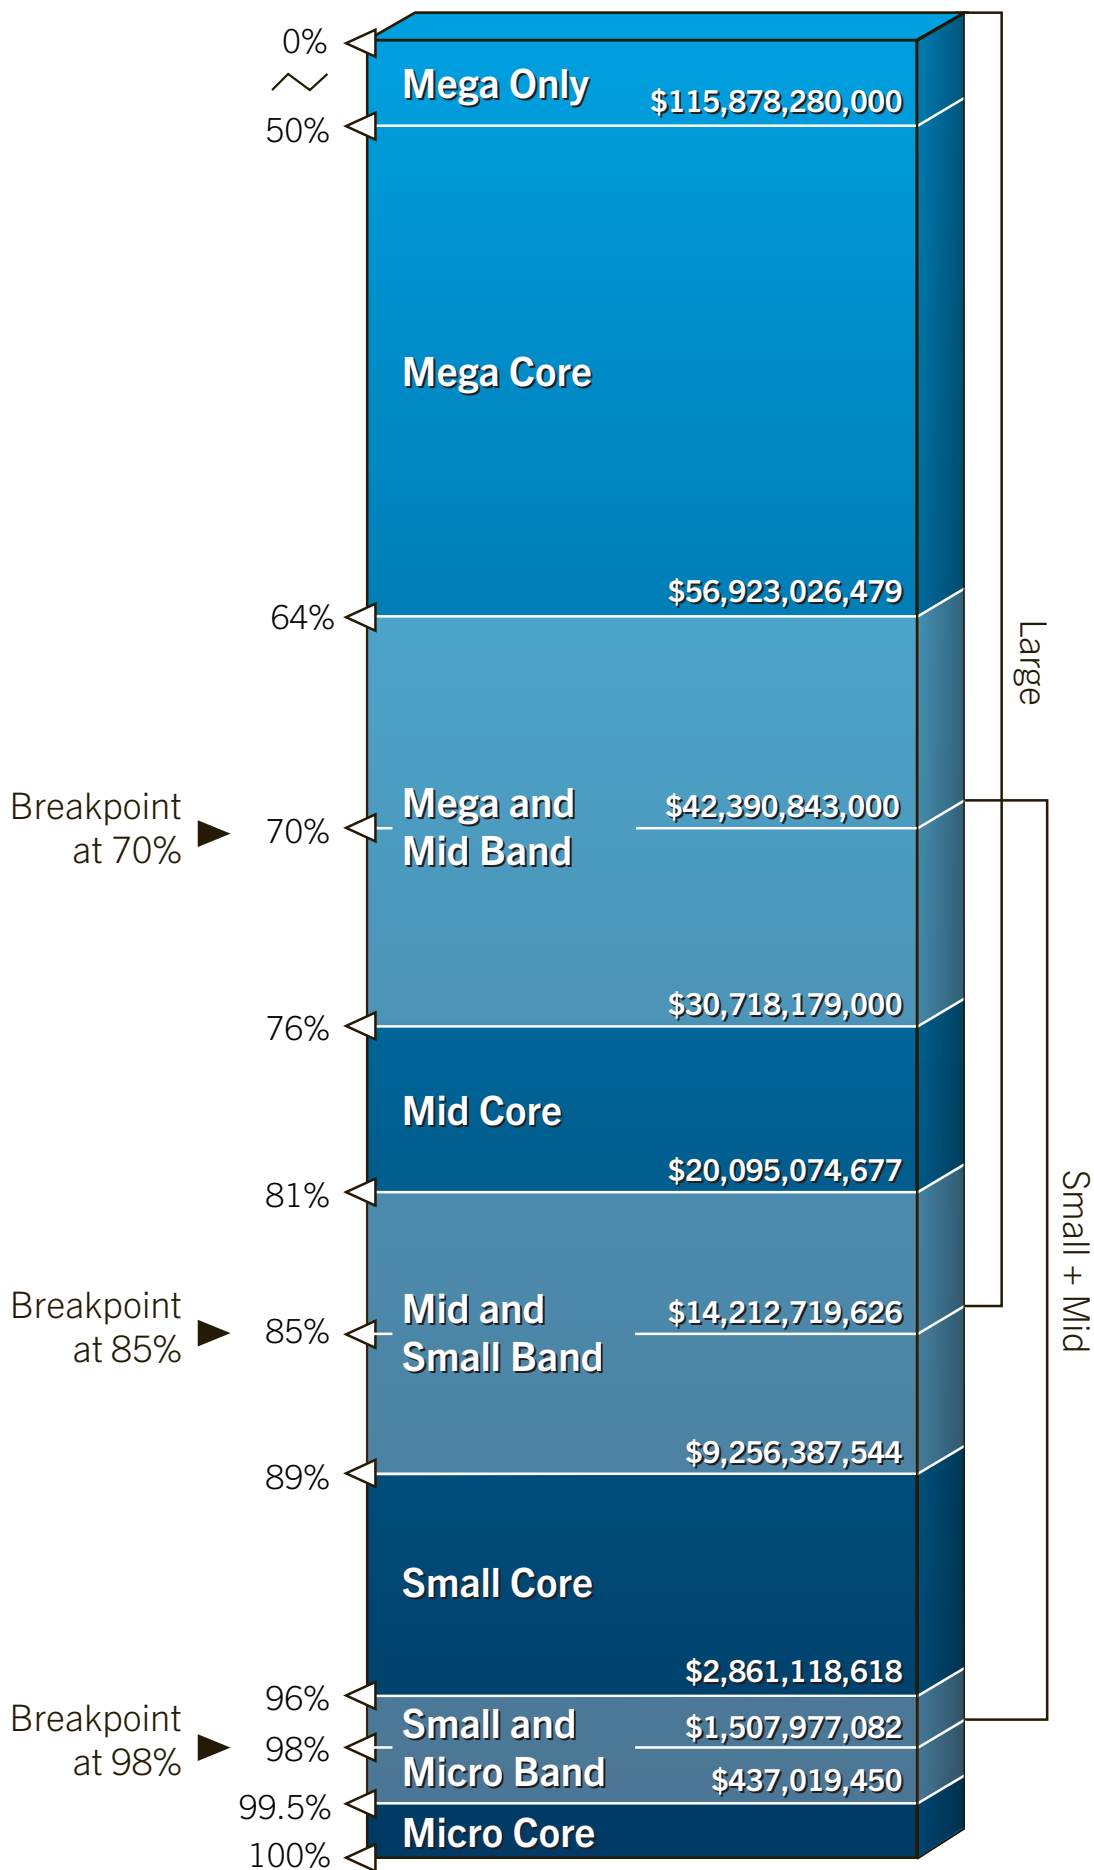 0%
Mega Only
$115,878,280,000
50%
Mega Core
$56,923,026,479
64%
Large
Breakpoint
at 70%
70%
Mega and
Mid Band
$42,390,843,000
$30,718,179,000
76%
Mid Core
$20,095,074,677
81%
Small + Mid
Breakpoint
at 85%
85%
Mid and
Small Band
$14,212,719,626
$9,256,387,544
89%
Small Core
$2,861,118,618
96%
Breakpoint
at 98%
98%
Small and
Micro Band
$1,507,977,082
$437,019,450
99.5%
Micro Core
100%